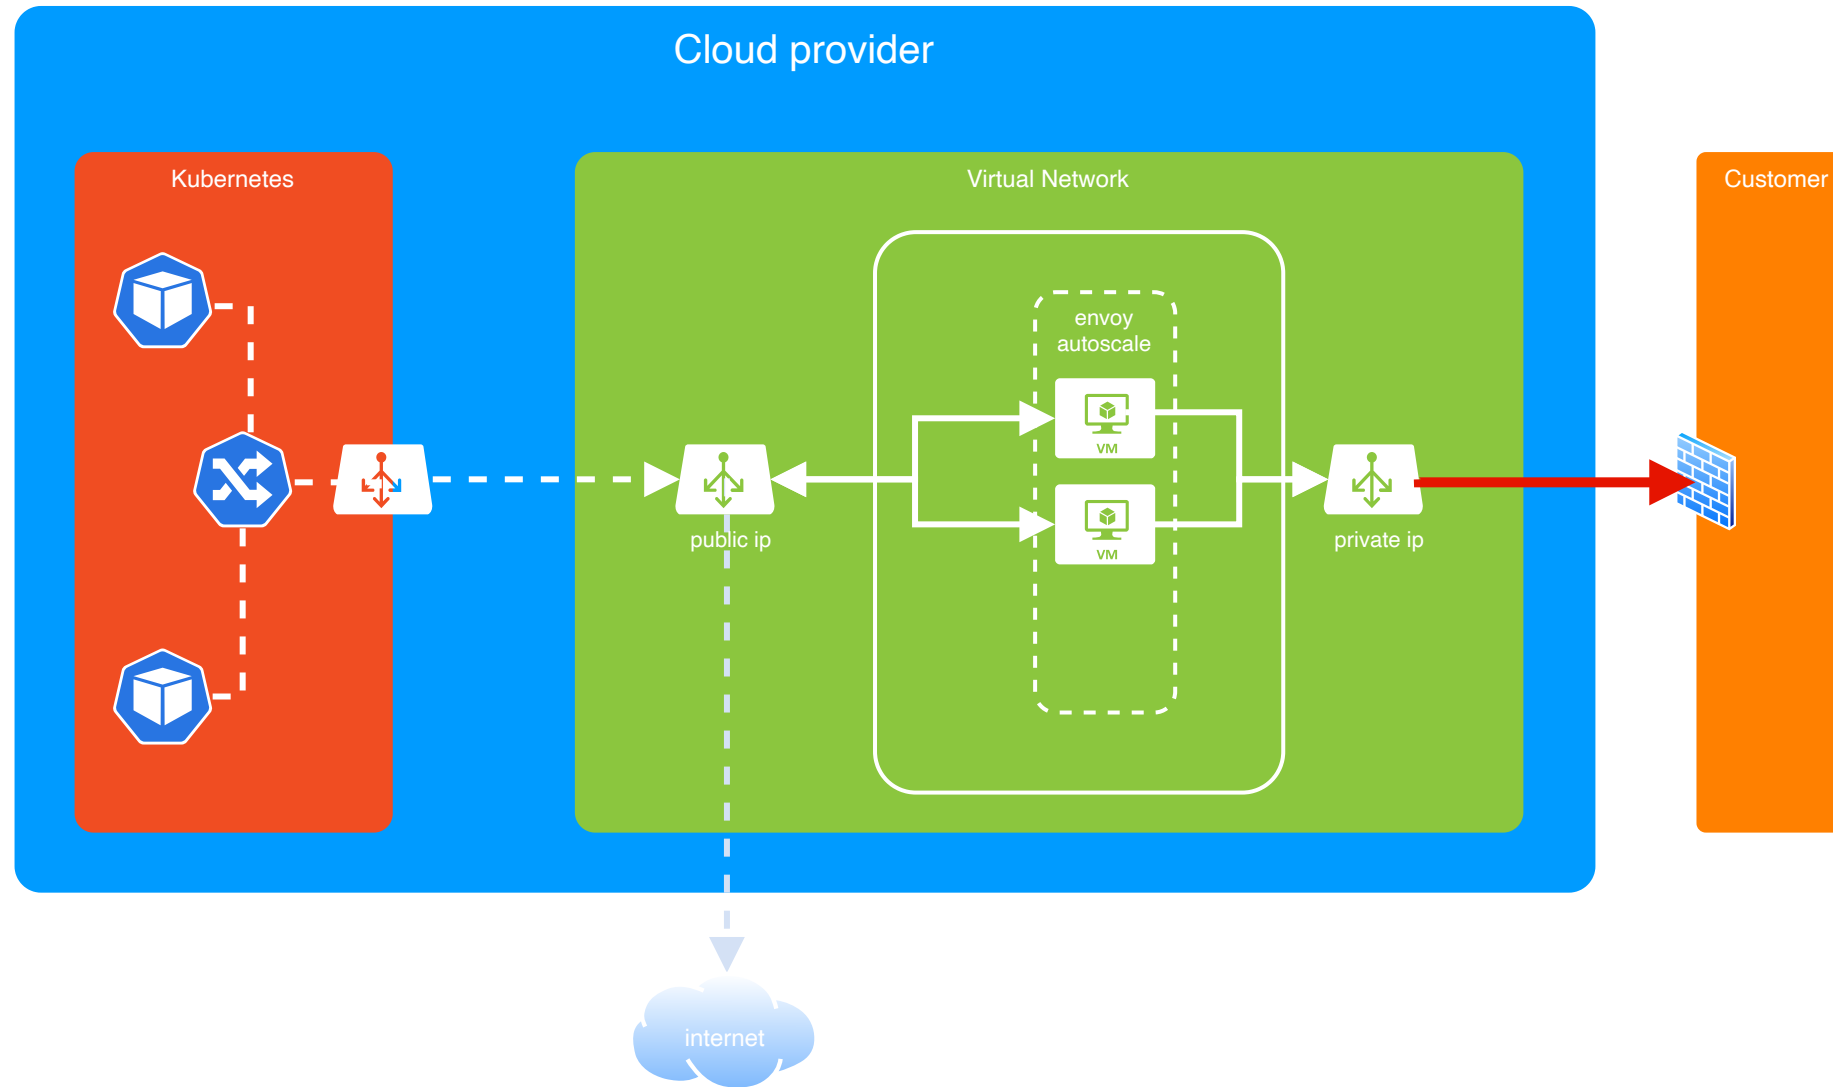 Cloud provider
Kubernetes
Virtual Network
Customer
envoy
autoscale
VM
VM
public ip
private ip
internet